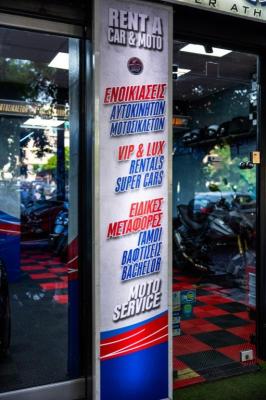 RENT A
CAR & MOTO
ΕΝΟΙΚΙΑΣΕΙΣ
ΑΥΤΟΚΙΝΗΤΩΝ
ΜΟΤΟΣΙΚΛΕΤΩΝ
VIP & LUX
RENTALS
SUPER CARS
ΕΙΔΙΚΕΣ
ΜΕΤΑΦΟΡΕΣ
ΓΑΜΟΙ
ΒΑΦΤΙΣΕΙΣ
BACHELOR
MOTO
SERVICE